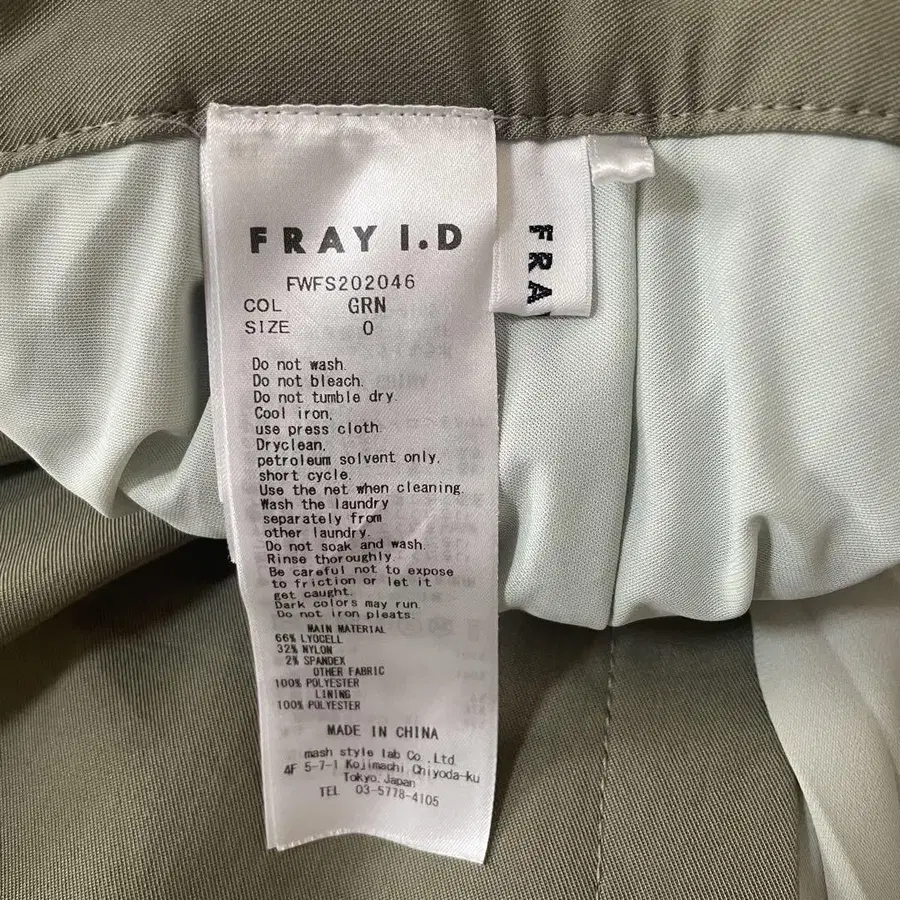 FRAY I.D
FWFS202046
COL GRN
SIZE 0
Do not wash.
Do not bleach.
Do not tumble dry.
Cool iron,
use press cloth.
Dryclean,
petroleum solvent only,
short cycle.
Use the net when cleaning.
Wash the laundry
separately from
other laundry.
Do not soak and wash.
Rinse thoroughly.
Be careful not to expose
to friction or let it
get caught.
Dark colors may run.
Do not iron pleats.
MAIN MATERIAL
66% LYOCELL
32% NYLON
2% SPANDEX
OTHER FABRIC
100% POLYESTER
LINING
100% POLYESTER
MADE IN CHINA
mash style lab Co.,Ltd.
4F 5-7-1 Kojimachi Chiyoda-ku
Tokyo.Japan
TEL 03-5778-4105
FRA